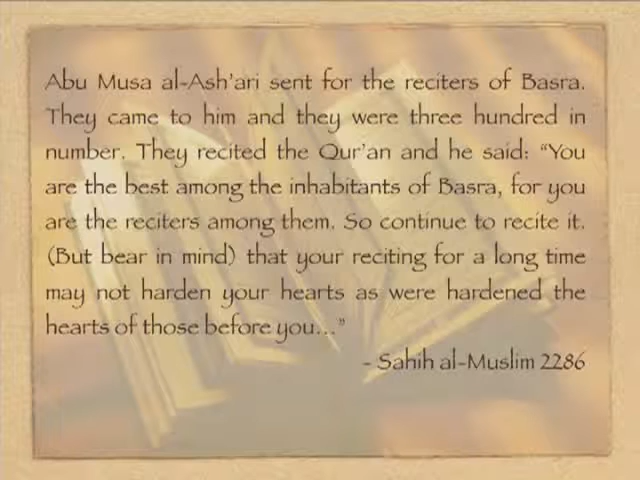 Abu Musa al-Ash'ari sent for the reciters of Basra.
They came to him and they were three hundred in
number. They recited the Qur'an and he said: "You
are the best among the inhabitants of Basra, for you
are the reciters among them. So continue to recite it.
(But bear in mind) that your reciting for a long time
may not harden your hearts as were hardened the
hearts of those before you..."
- Sahih al-Muslim 2286